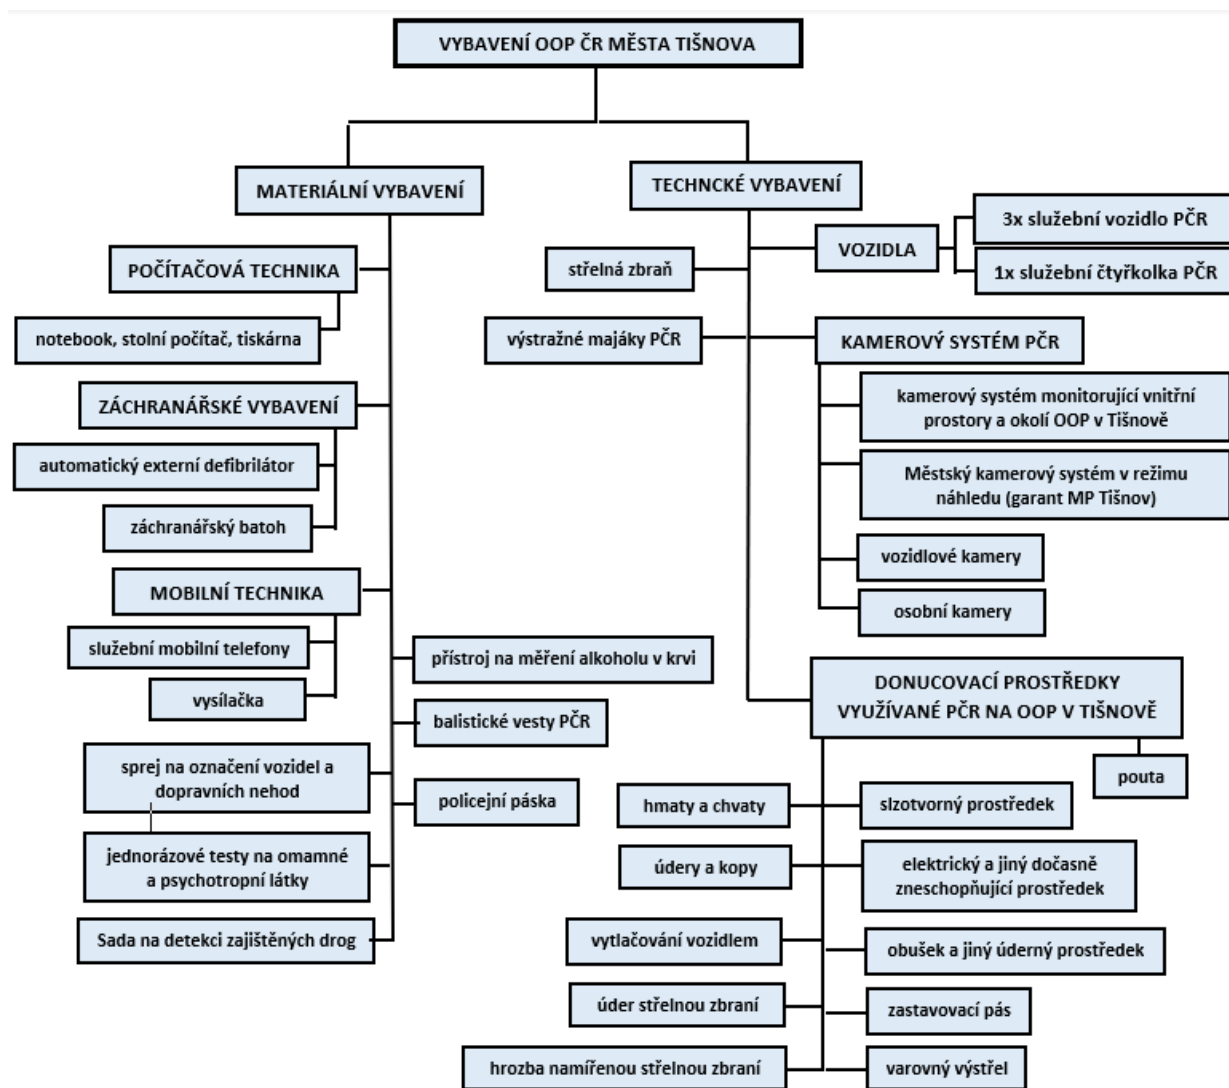 VYBAVENÍ OOP ČR MĚSTA TIŠNOVA
MATERIÁLNÍ VYBAVENÍ
POČÍTAČOVÁ TECHNIKA
notebook, stolní počítač, tiskárna
ZÁCHRANÁŘSKÉ VYBAVENÍ
automatický externí defibrilátor
záchranářský batoh
MOBILNÍ TECHNIKA
služební mobilní telefony
vysílačka
přístroj na měření alkoholu v krvi
balistické vesty PČR
sprej na označení vozidel a
dopravních nehod
policejní páska
jednorázové testy na omamné
a psychotropní látky
Sada na detekci zajištěných drog
TECHNCKÉ VYBAVENÍ
VOZIDLA
3x služební vozidlo PČR
1x služební čtyřkolka PČR
střelná zbraň
výstražné majáky PČR
KAMEROVÝ SYSTÉM PČR
kamerový systém monitorující vnitřní
prostory a okolí OOP v Tišnově
Městský kamerový systém v režimu
náhledu (garant MP Tišnov)
vozidlové kamery
osobní kamery
DONUCOVACÍ PROSTŘEDKY
VYUŽÍVANÉ PČR NA OOP V TIŠNOVĚ
pouta
hmaty a chvaty
slzotvorný prostředek
údery a kopy
elektrický a jiný dočasně
zneschopňující prostředek
vytlačování vozidlem
obušek a jiný úderný prostředek
úder střelnou zbraní
zastavovací pás
hrozba namířenou střelnou zbraní
varovný výstřel